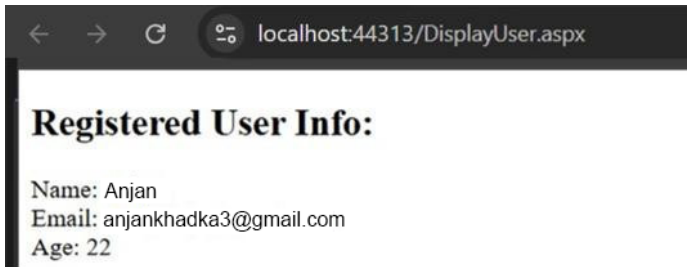 localhost:44313/DisplayUser.aspx
Registered User Info:
Name: Anjan
Email: anjankhadka3@gmail.com
Age: 22